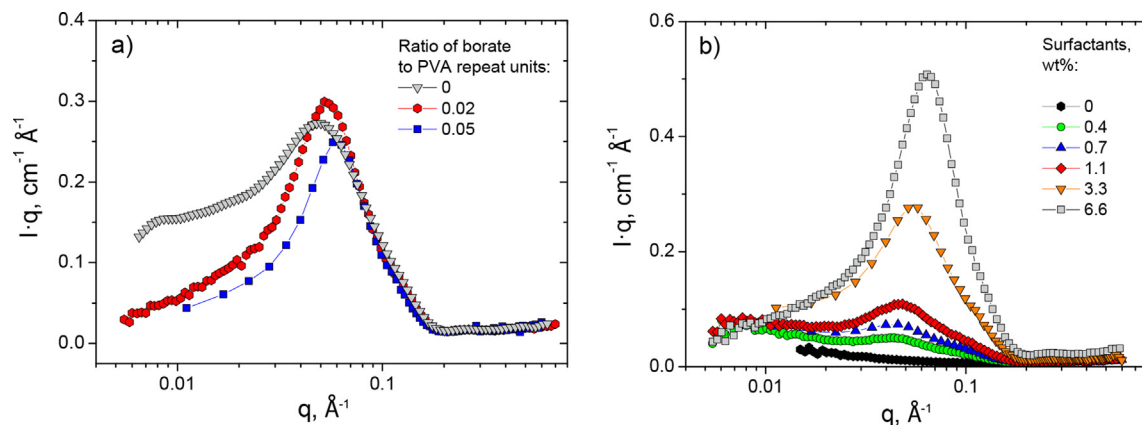 a)
Ratio of borate
to PVA repeat units:
0
0.02
0.05
0.4
0.3
0.2
0.1
0.0
I·q, cm⁻¹ Å⁻¹
0.01
0.1
q, Å⁻¹
b)
Surfactants,
wt%:
0
0.4
0.7
1.1
3.3
6.6
0.6
0.4
0.2
0.0
I·q, cm⁻¹ Å⁻¹
0.01
0.1
q, Å⁻¹